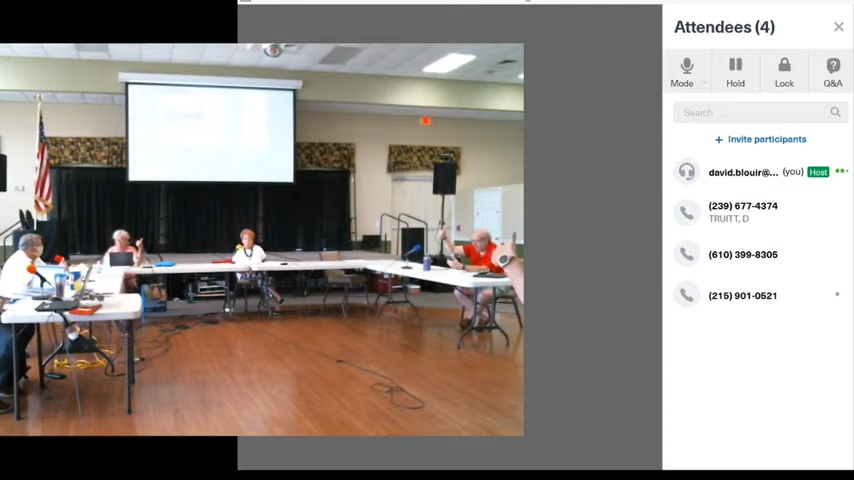 Attendees (4)
Mode
Hold
Lock
Q&A
Search
+ Invite participants
david.blouir@... (you) Host
(239) 677-4374
TRUITT, D
(610) 399-8305
(215) 901-0521